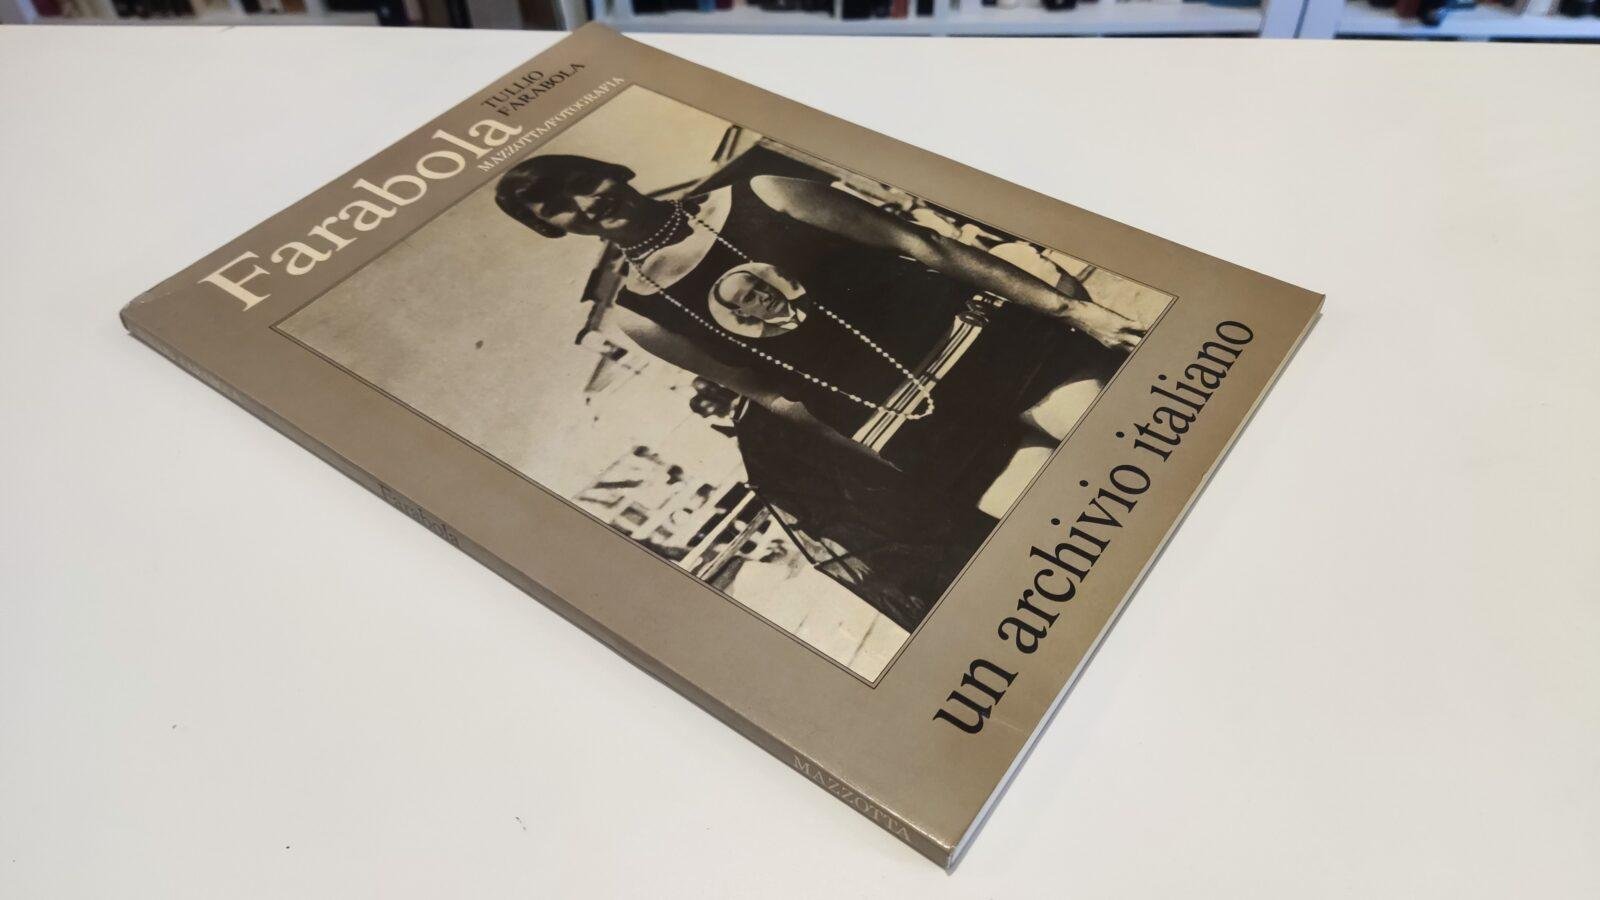 TULLIO
FARABOLA
Farabola
MAZZOTTA/FOTOGRAFIA
un archivio italiano
Farabola
MAZZOTTA